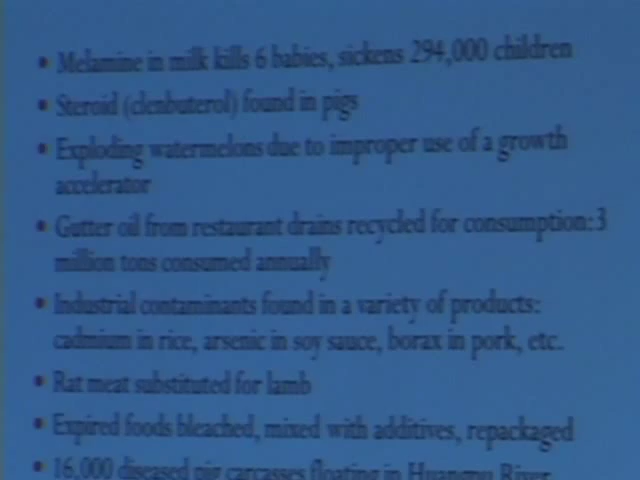 • Melamine in milk kills 6 babies, sickens 294,000 children
• Steroid (clenbuterol) found in pigs
• Exploding watermelons due to improper use of a growth
accelerator
• Gutter oil from restaurant drains recycled for consumption: 3
million tons consumed annually
• Industrial contaminants found in a variety of products:
cadmium in rice, arsenic in soy sauce, borax in pork, etc.
• Rat meat substituted for lamb
• Expired foods bleached, mixed with additives, repackaged
• 16,000 diseased pig carcasses floating in Huangpu River